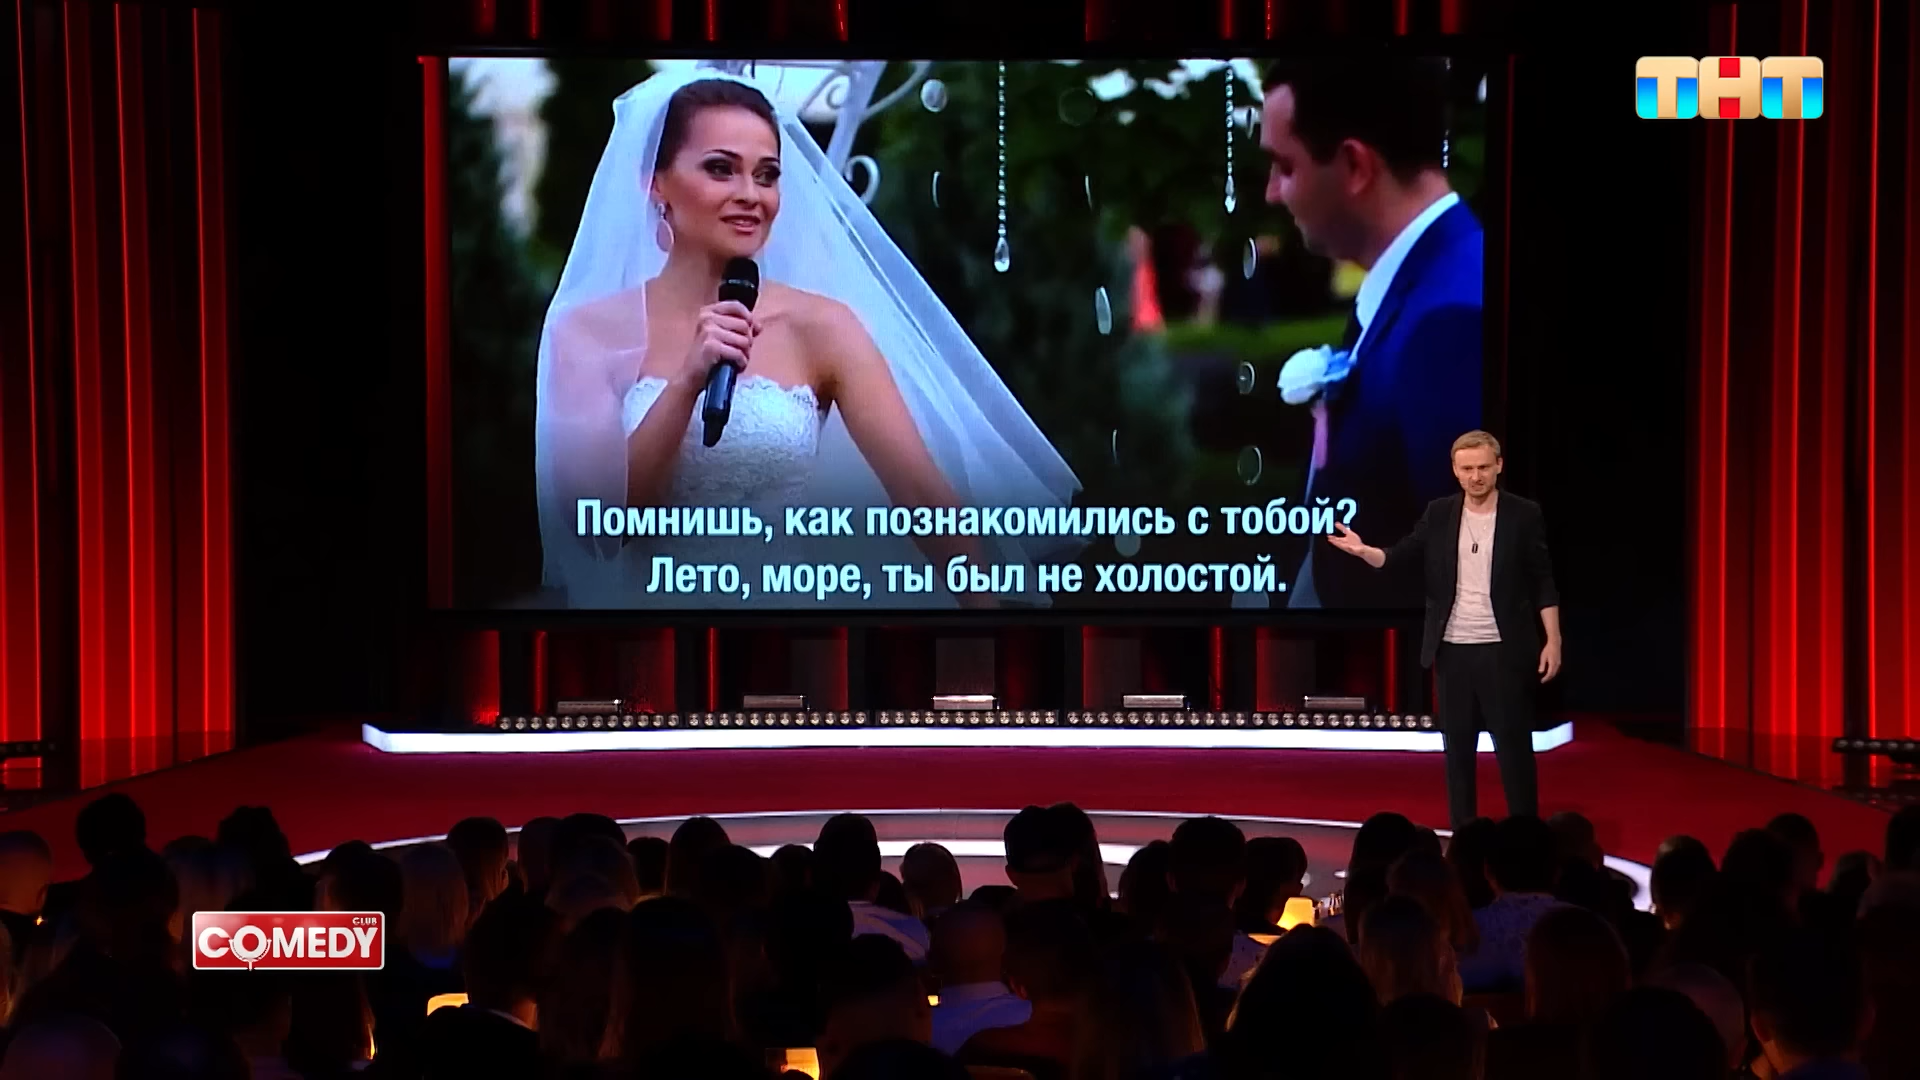 ТНТ
Помнишь, как познакомились с тобой?
Лето, море, ты был не холостой.
CLUB
COMEDY